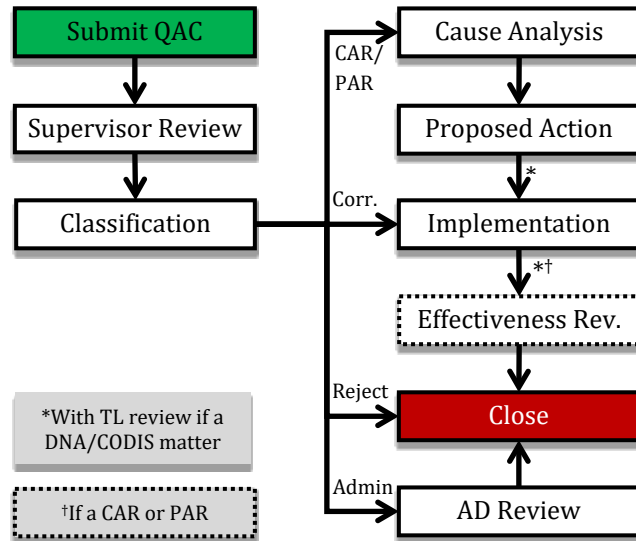 Submit QAC
Supervisor Review
Classification
CAR/
PAR
Corr.
Reject
Admin
Cause Analysis
Proposed Action
*
Implementation
*†
Effectiveness Rev.
Close
AD Review
*With TL review if a
DNA/CODIS matter
†If a CAR or PAR